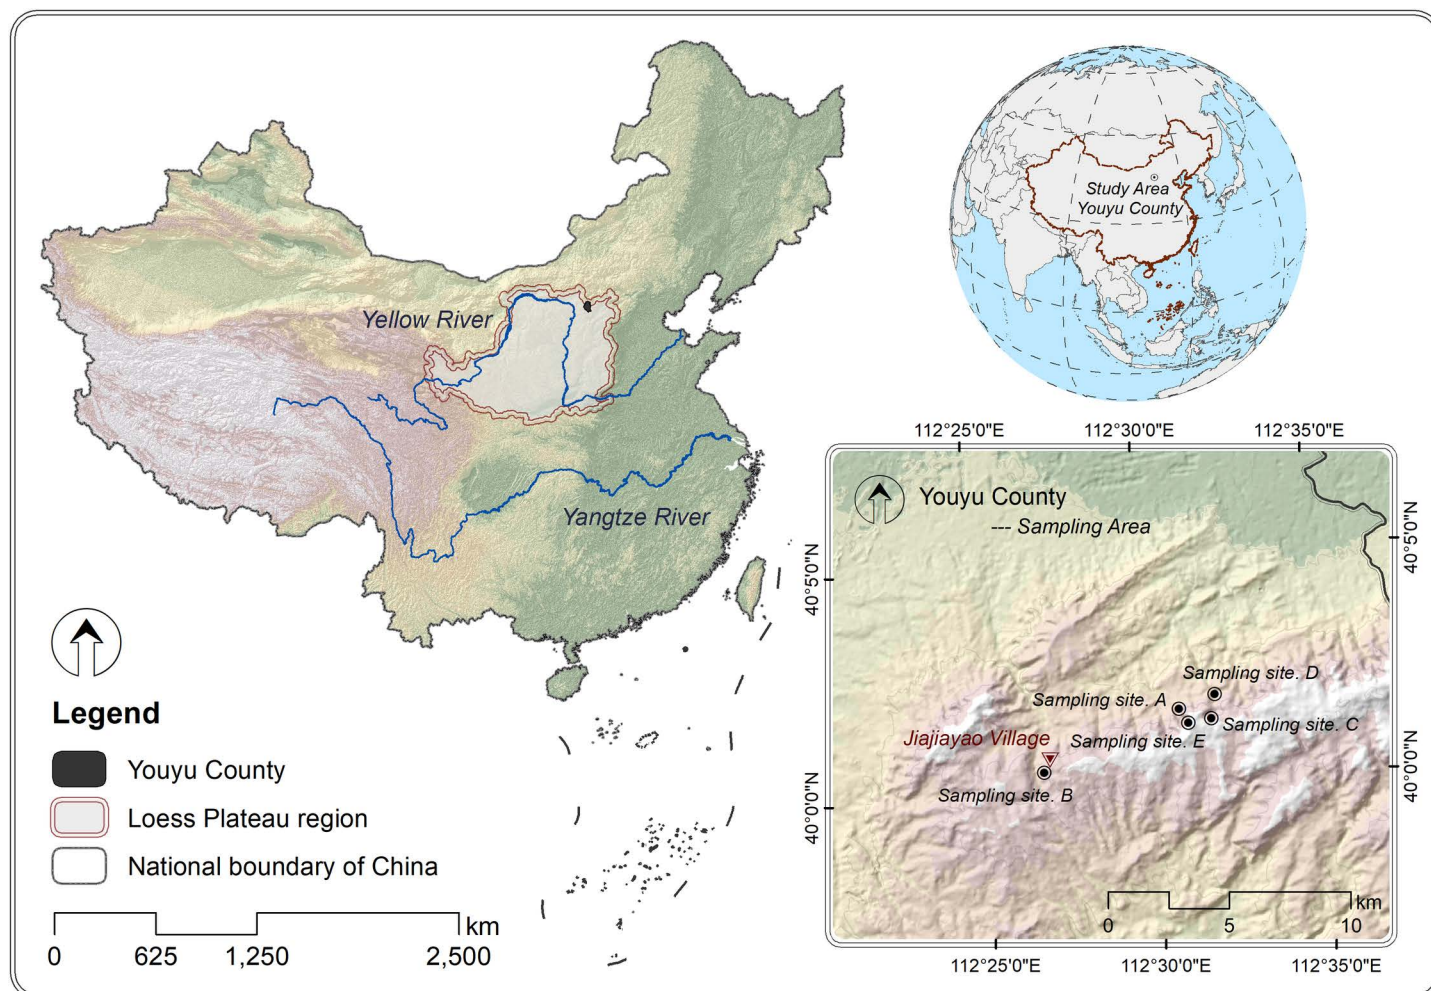 Yellow River
Yangtze River
Legend
Youyu County
Loess Plateau region
National boundary of China
km
0 625 1,250 2,500
Study Area
Youyu County
112°25'0"E 112°30'0"E 112°35'0"E
Youyu County
--- Sampling Area
40°5'0"N
40°5'0"N
Sampling site. D
Sampling site. A
Sampling site. C
Jiajiayao Village
Sampling site. E
Sampling site. B
40°0'0"N
40°0'0"N
km
0 5 10
112°25'0"E 112°30'0"E 112°35'0"E